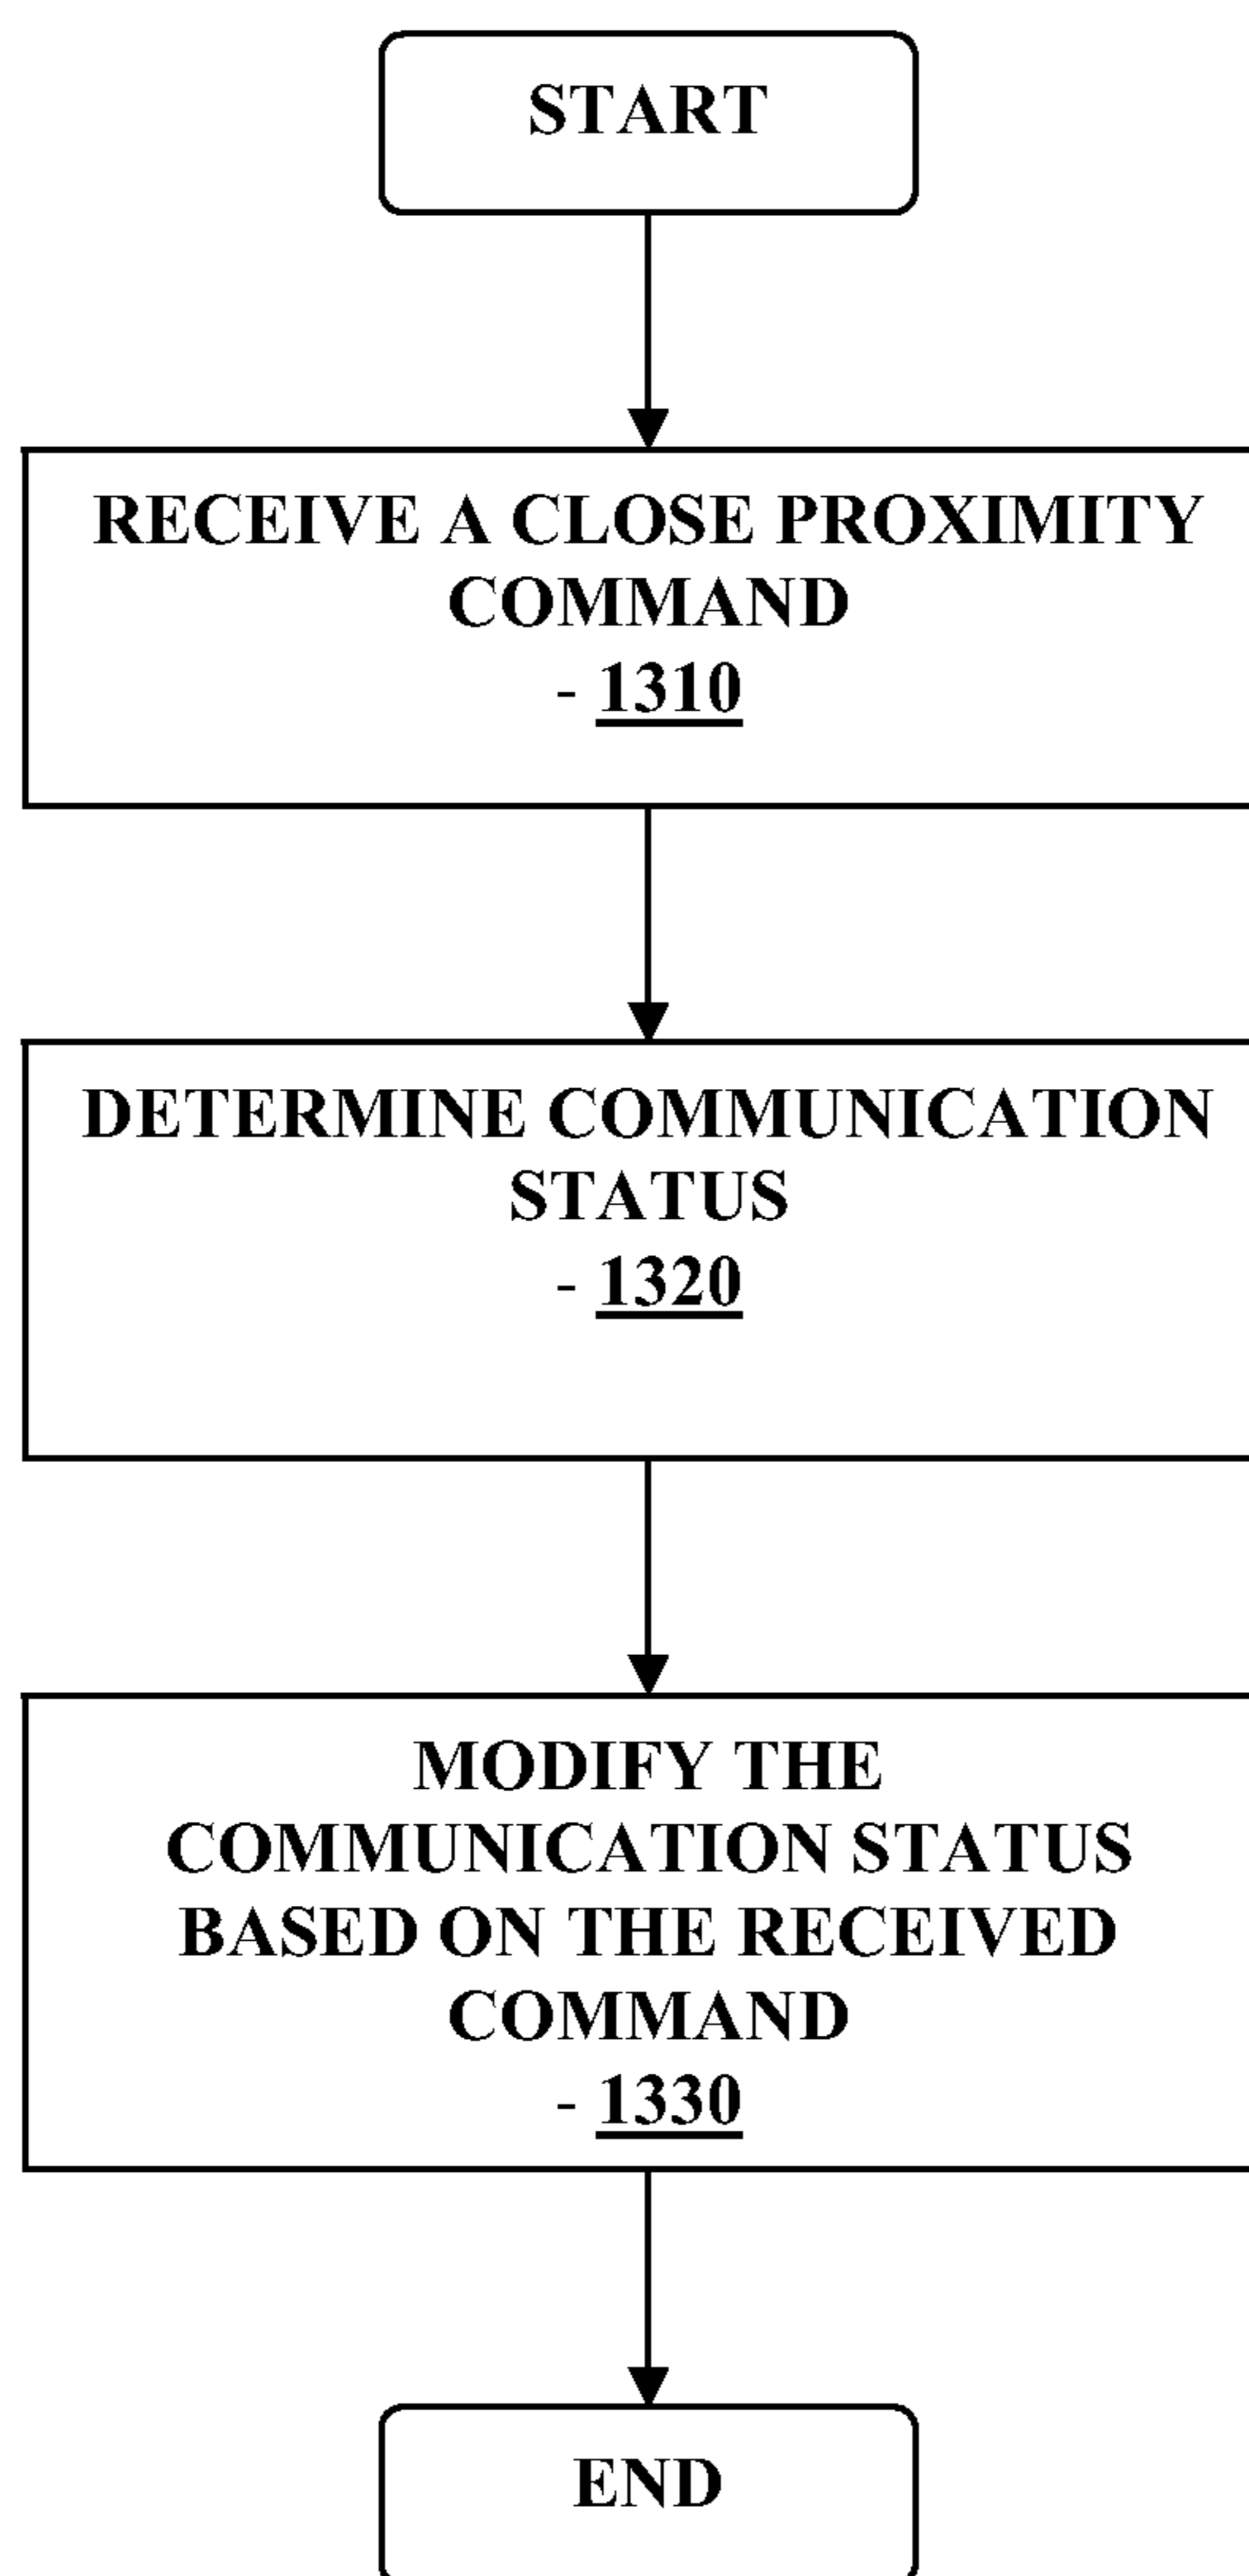 START
RECEIVE A CLOSE PROXIMITY
COMMAND
- 1310
DETERMINE COMMUNICATION
STATUS
- 1320
MODIFY THE
COMMUNICATION STATUS
BASED ON THE RECEIVED
COMMAND
- 1330
END